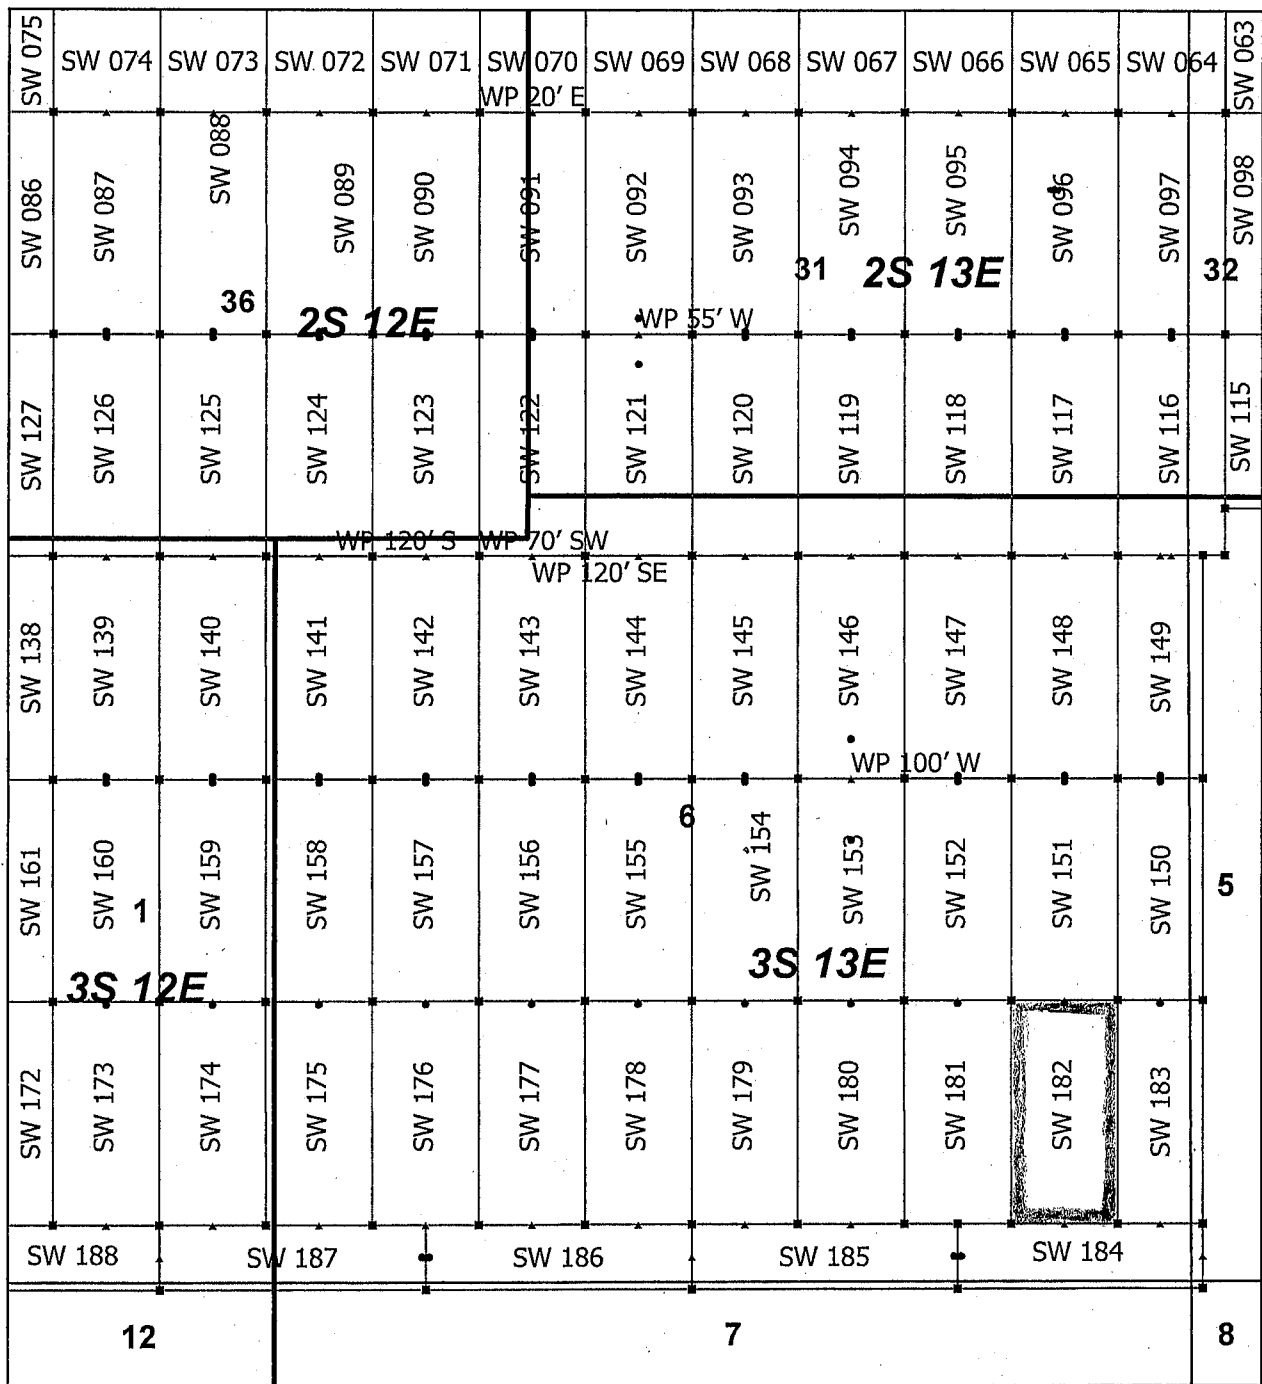 SW 075 SW 074 SW 073 SW 072 SW 071 SW 070 SW 069 SW 068 SW 067 SW 066 SW 065 SW 064 SW 063
WP 20' E
SW 086 SW 087 SW 088 SW 089 SW 090 SW 091 SW 092 SW 093 SW 094 SW 095 SW 096 SW 097 SW 098
31 2S 13E 32
36 2S 12E
WP 55' W
SW 127 SW 126 SW 125 SW 124 SW 123 SW 122 SW 121 SW 120 SW 119 SW 118 SW 117 SW 116 SW 115
WP 120' S WP 70' SW
WP 120' SE
SW 138 SW 139 SW 140 SW 141 SW 142 SW 143 SW 144 SW 145 SW 146 SW 147 SW 148 SW 149
WP 100' W
6
SW 161 SW 160 SW 159 SW 158 SW 157 SW 156 SW 155 SW 154 SW 153 SW 152 SW 151 SW 150
5
1
3S 12E 3S 13E
SW 172 SW 173 SW 174 SW 175 SW 176 SW 177 SW 178 SW 179 SW 180 SW 181 SW 182 SW 183
SW 188 SW 187 SW 186 SW 185 SW 184
12 7 8